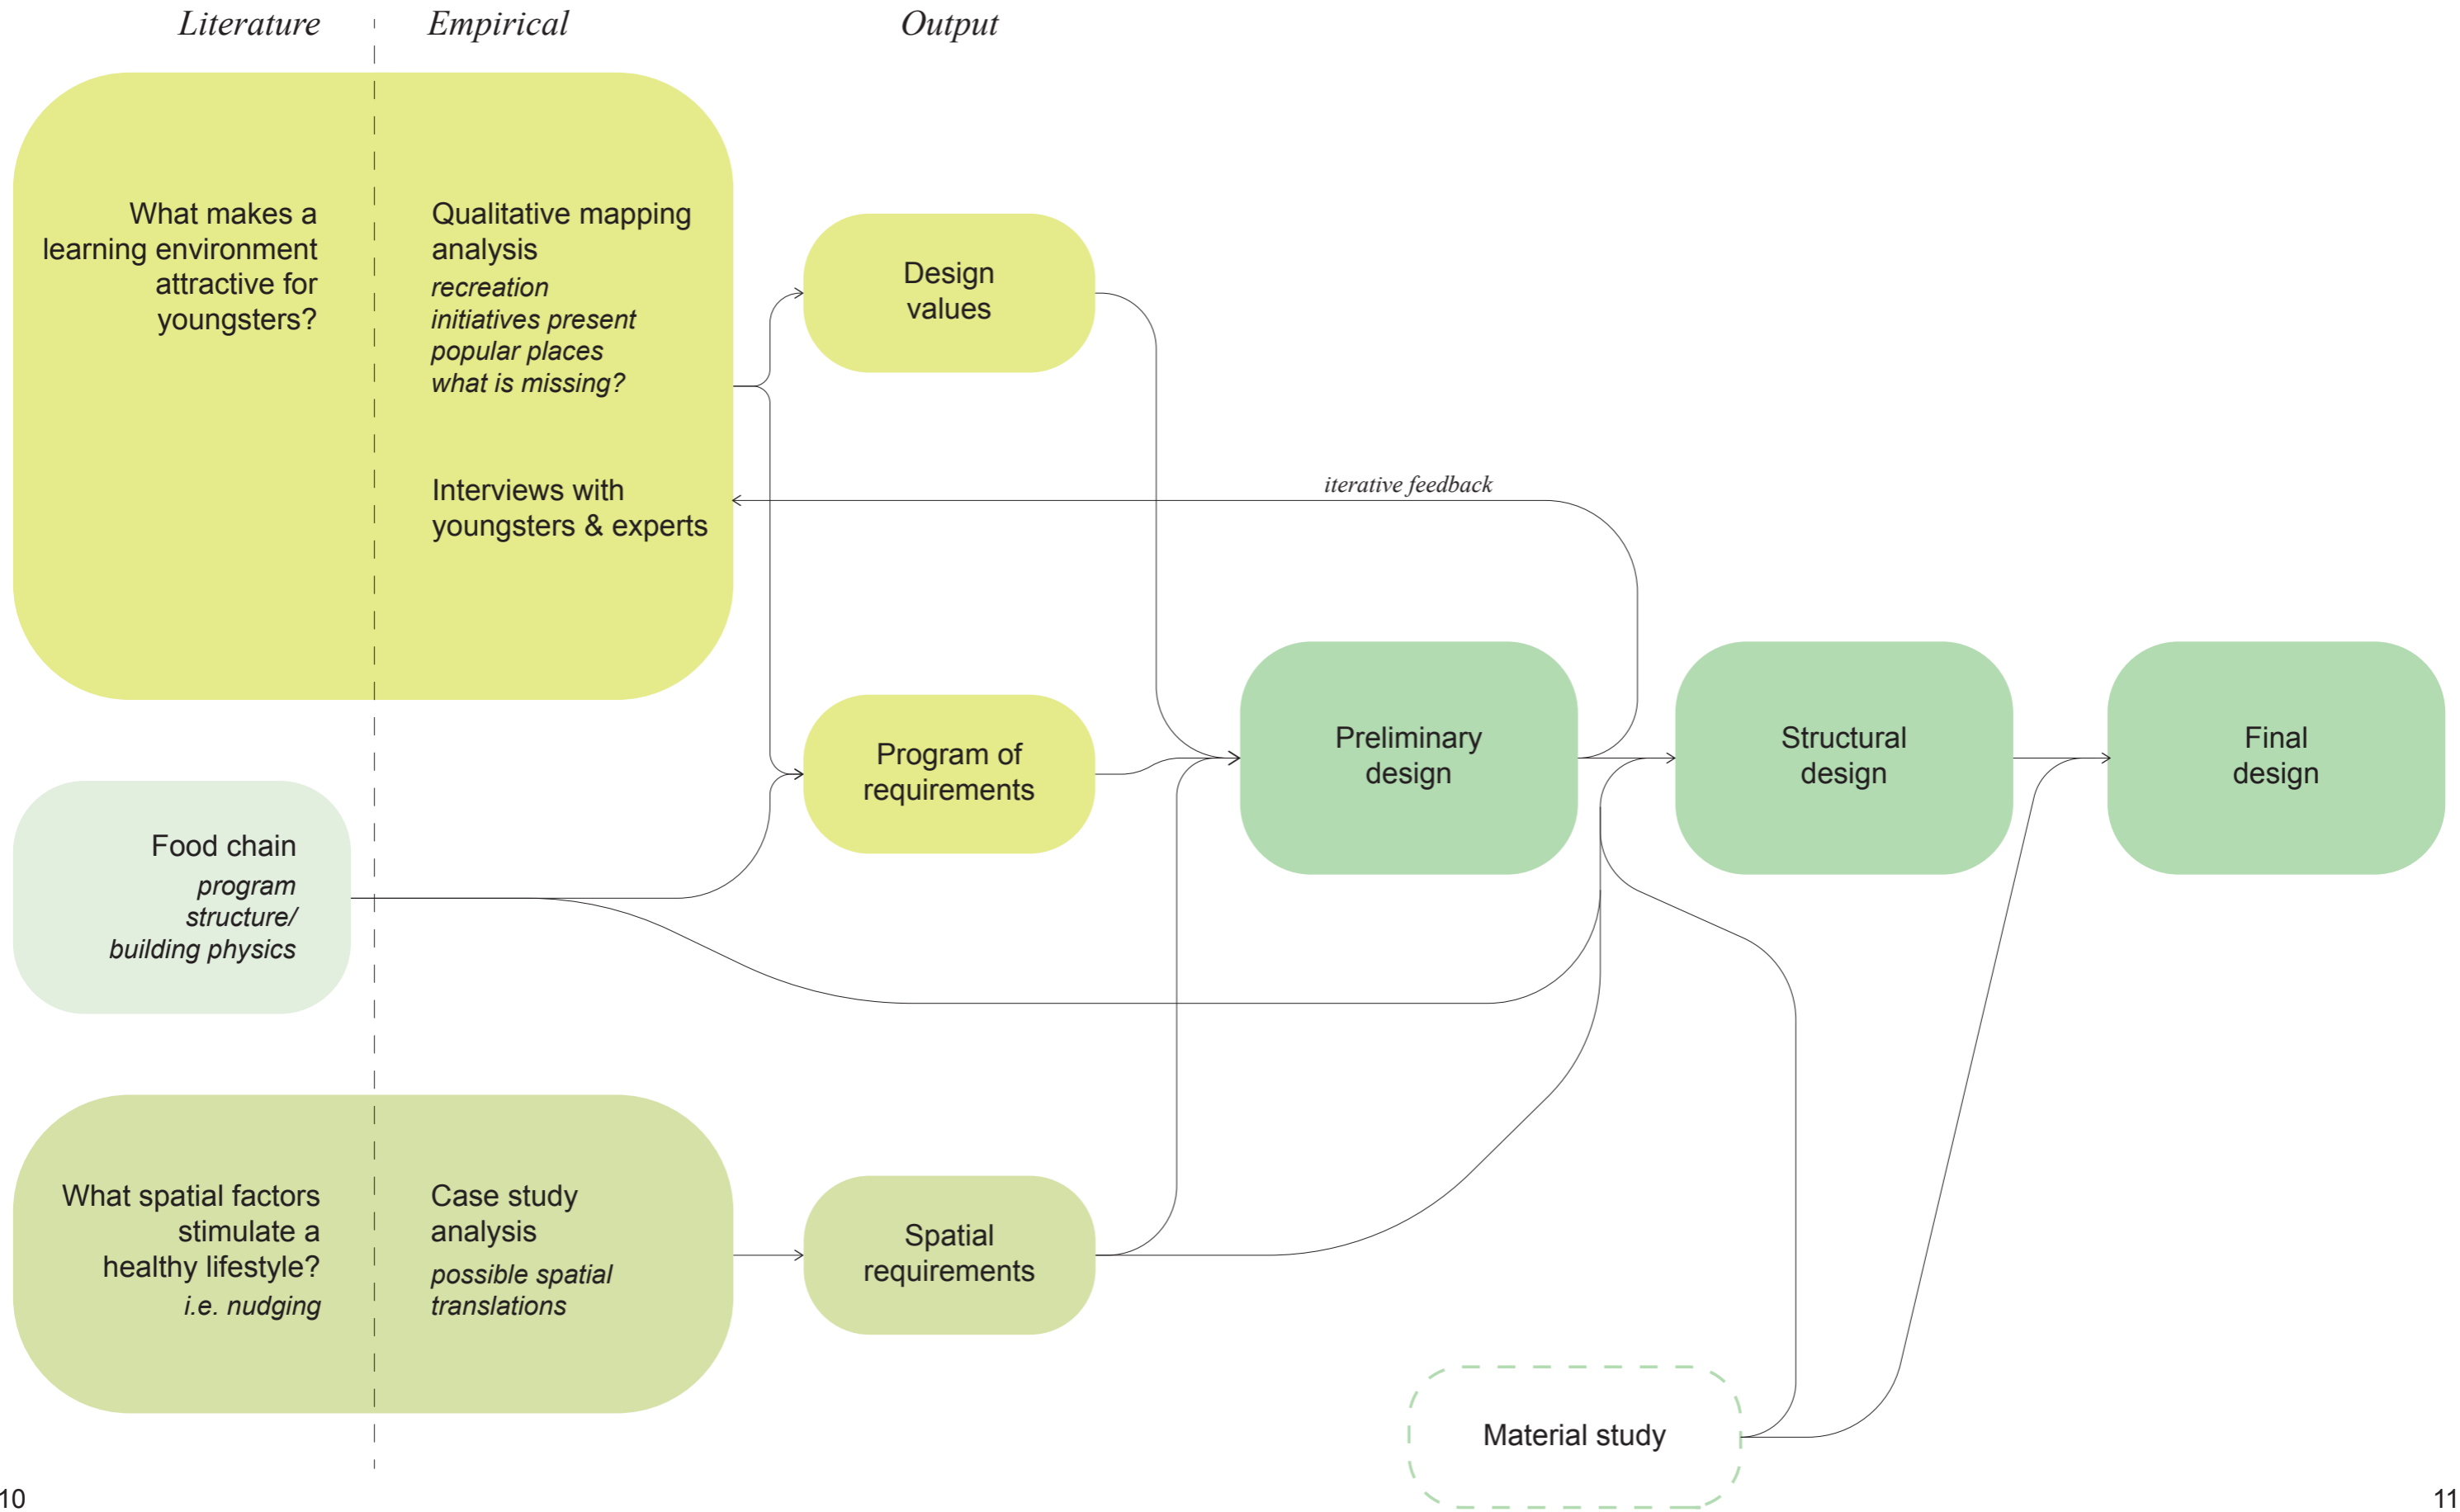 Literature
Empirical
Output
What makes a
learning environment
attractive for
youngsters?
Qualitative mapping
analysis
recreation
initiatives present
popular places
what is missing?
Interviews with
youngsters & experts
Design
values
iterative feedback
Program of
requirements
Preliminary
design
Structural
design
Final
design
Food chain
program
structure/
building physics
What spatial factors
stimulate a
healthy lifestyle?
i.e. nudging
Case study
analysis
possible spatial
translations
Spatial
requirements
Material study
10
11